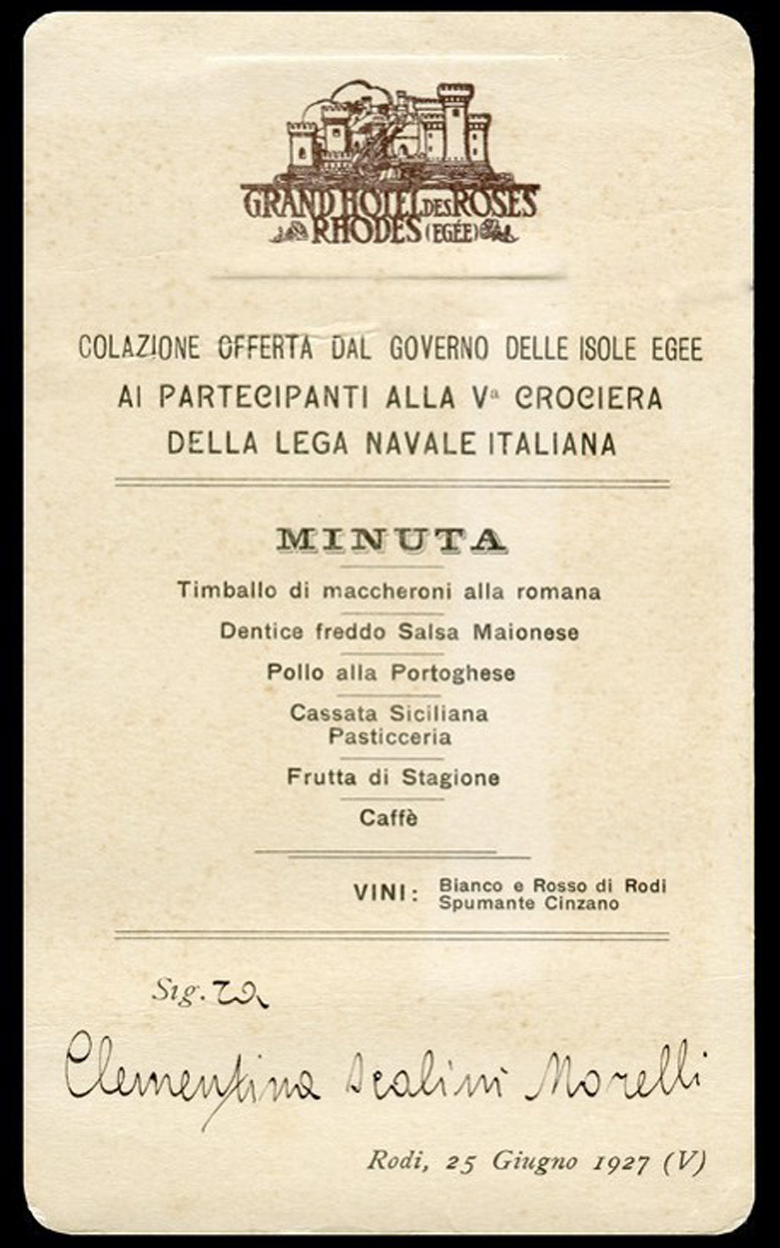 GRAND HOTEL DES ROSES
RHODES (EGÉE)
COLAZIONE OFFERTA DAL GOVERNO DELLE ISOLE EGEE
AI PARTECIPANTI ALLA Vª CROCIERA
DELLA LEGA NAVALE ITALIANA
MINUTA
Timballo di maccheroni alla romana
Dentice freddo Salsa Maionese
Pollo alla Portoghese
Cassata Siciliana
Pasticceria
Frutta di Stagione
Caffè
VINI: Bianco e Rosso di Rodi
Spumante Cinzano
Sig.ra
Clementina Scalini Morelli
Rodi, 25 Giugno 1927 (V)